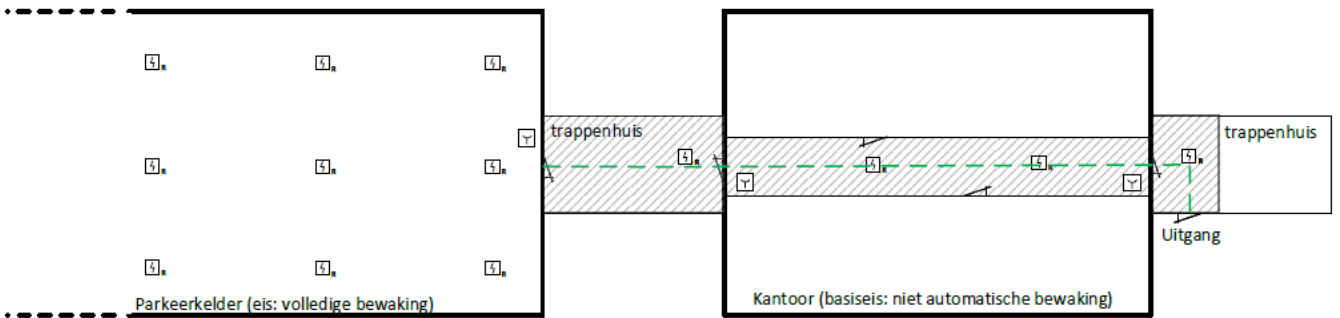 R R R
trappenhuis
trappenhuis
R R R R R R R
Uitgang
R R R
Parkeerkelder (eis: volledige bewaking)
Kantoor (basiseis: niet automatische bewaking)